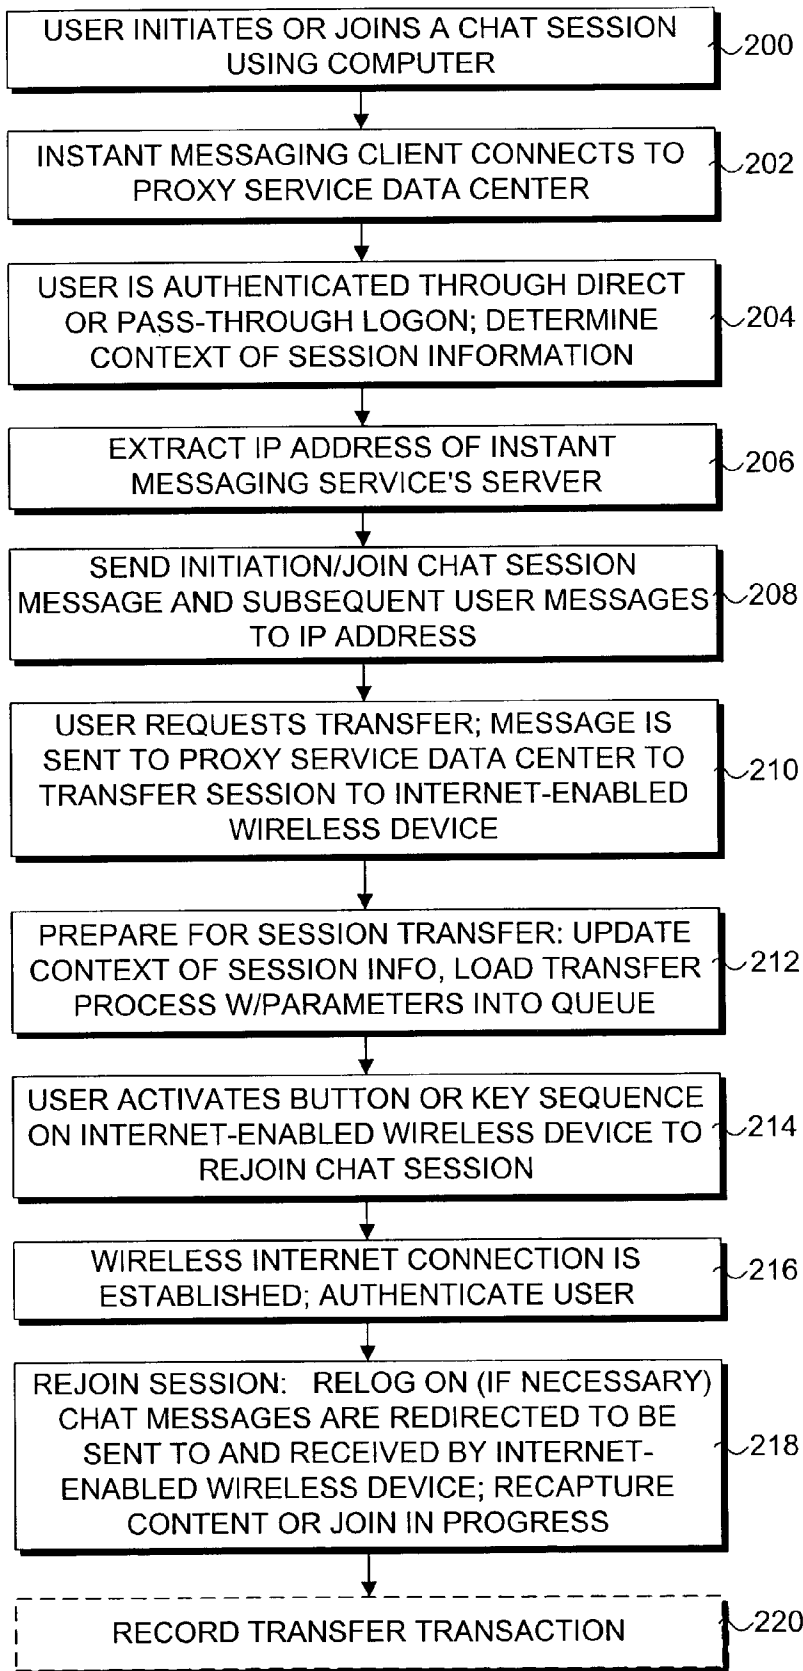 USER INITIATES OR JOINS A CHAT SESSION
USING COMPUTER
200
INSTANT MESSAGING CLIENT CONNECTS TO
PROXY SERVICE DATA CENTER
202
USER IS AUTHENTICATED THROUGH DIRECT
OR PASS-THROUGH LOGON; DETERMINE
CONTEXT OF SESSION INFORMATION
204
EXTRACT IP ADDRESS OF INSTANT
MESSAGING SERVICE'S SERVER
206
SEND INITIATION/JOIN CHAT SESSION
MESSAGE AND SUBSEQUENT USER MESSAGES
TO IP ADDRESS
208
USER REQUESTS TRANSFER; MESSAGE IS
SENT TO PROXY SERVICE DATA CENTER TO
TRANSFER SESSION TO INTERNET-ENABLED
WIRELESS DEVICE
210
PREPARE FOR SESSION TRANSFER: UPDATE
CONTEXT OF SESSION INFO, LOAD TRANSFER
PROCESS W/PARAMETERS INTO QUEUE
212
USER ACTIVATES BUTTON OR KEY SEQUENCE
ON INTERNET-ENABLED WIRELESS DEVICE TO
REJOIN CHAT SESSION
214
WIRELESS INTERNET CONNECTION IS
ESTABLISHED; AUTHENTICATE USER
216
REJOIN SESSION: RELOG ON (IF NECESSARY)
CHAT MESSAGES ARE REDIRECTED TO BE
SENT TO AND RECEIVED BY INTERNET-
ENABLED WIRELESS DEVICE; RECAPTURE
CONTENT OR JOIN IN PROGRESS
218
RECORD TRANSFER TRANSACTION
220